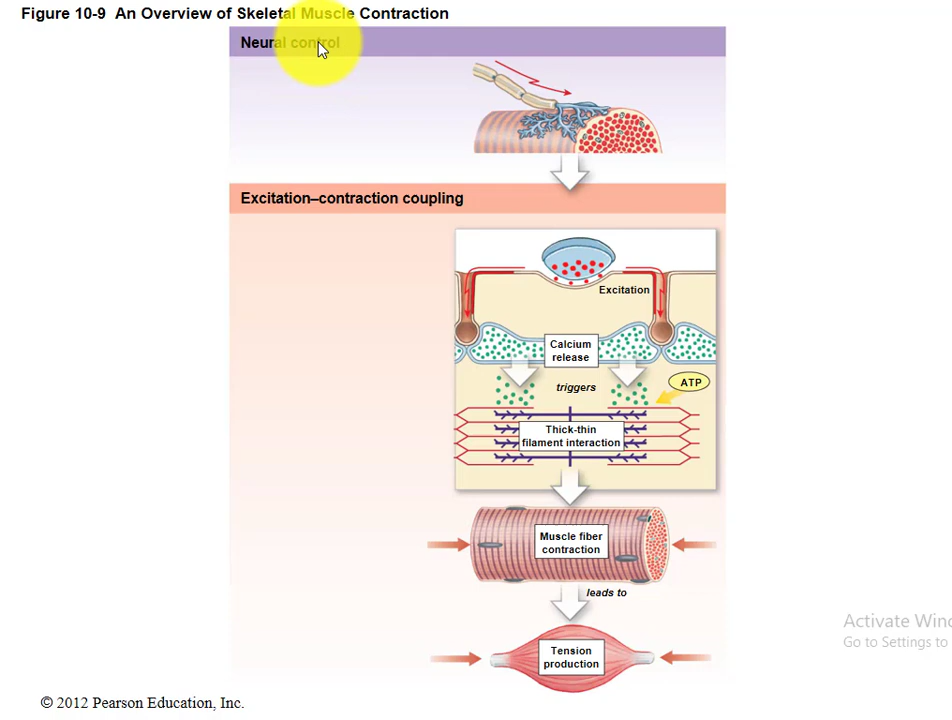 Figure 10-9 An Overview of Skeletal Muscle Contraction
Neural control
Excitation–contraction coupling
Excitation
Calcium
release
triggers
ATP
Thick-thin
filament interaction
Muscle fiber
contraction
leads to
Tension
production
Activate Win
Go to Settings to
© 2012 Pearson Education, Inc.